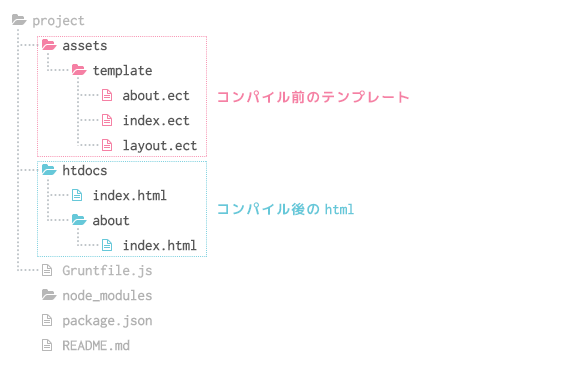 project
assets
template
about.ect
コンパイル前のテンプレート
index.ect
layout.ect
htdocs
index.html
コンパイル後の html
about
index.html
Gruntfile.js
node_modules
package.json
README.md